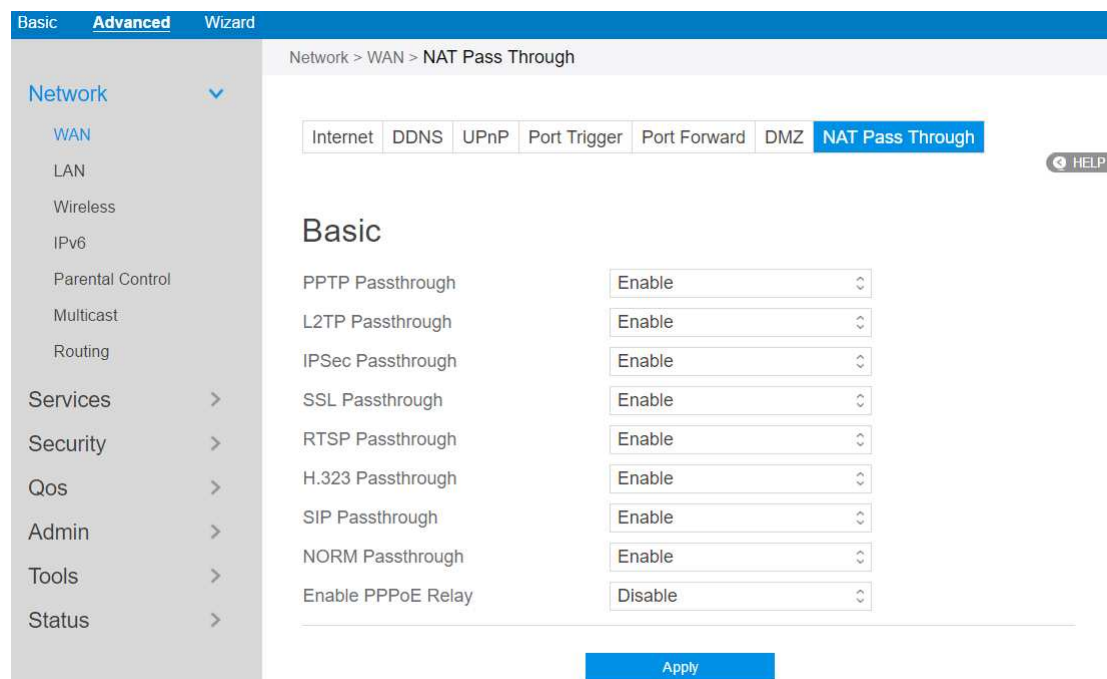 Basic Advanced Wizard
Network > WAN > NAT Pass Through
Network
WAN
LAN
Wireless
IPv6
Parental Control
Multicast
Routing
Services
Security
Qos
Admin
Tools
Status
Internet DDNS UPnP Port Trigger Port Forward DMZ NAT Pass Through
HELP
Basic
PPTP Passthrough Enable
L2TP Passthrough Enable
IPSec Passthrough Enable
SSL Passthrough Enable
RTSP Passthrough Enable
H.323 Passthrough Enable
SIP Passthrough Enable
NORM Passthrough Enable
Enable PPPoE Relay Disable
Apply